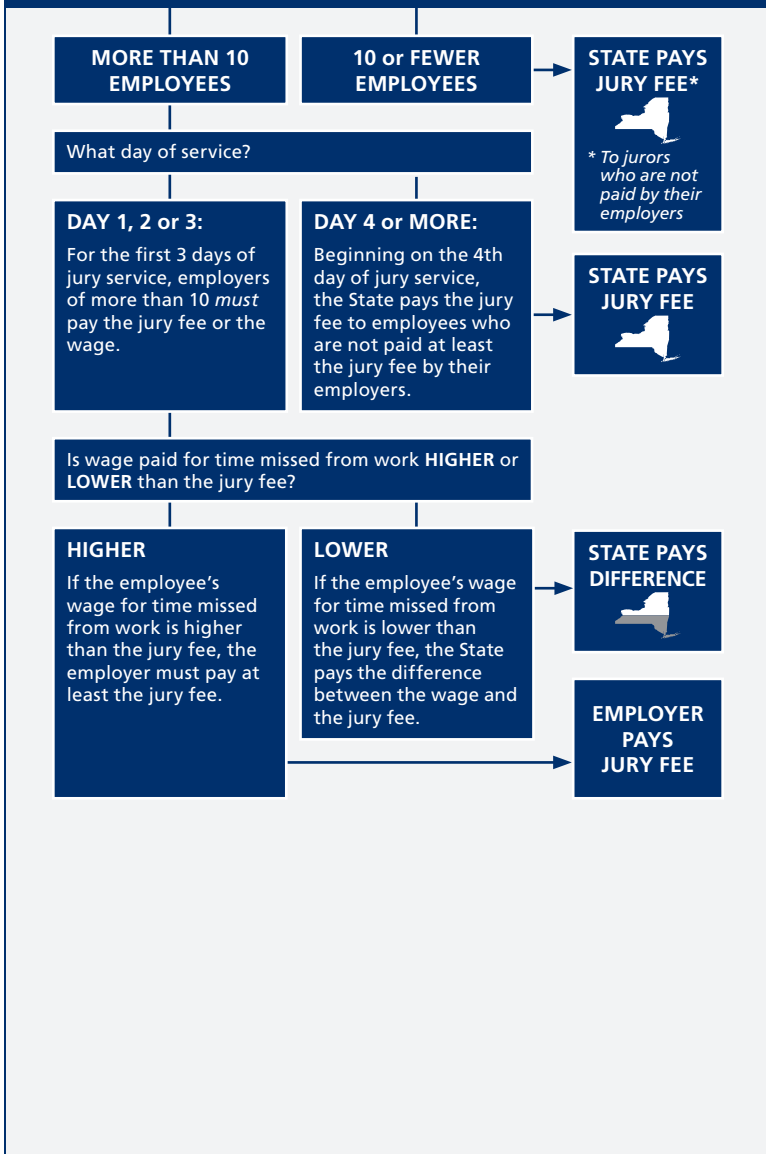 MORE THAN 10
EMPLOYEES
10 or FEWER
EMPLOYEES
STATE PAYS
JURY FEE*
* To jurors
who are not
paid by their
employers
What day of service?
DAY 1, 2 or 3:
For the first 3 days of
jury service, employers
of more than 10 must
pay the jury fee or the
wage.
DAY 4 or MORE:
Beginning on the 4th
day of jury service,
the State pays the jury
fee to employees who
are not paid at least
the jury fee by their
employers.
STATE PAYS
JURY FEE
Is wage paid for time missed from work HIGHER or
LOWER than the jury fee?
HIGHER
If the employee’s
wage for time missed
from work is higher
than the jury fee, the
employer must pay at
least the jury fee.
LOWER
If the employee’s wage
for time missed from
work is lower than
the jury fee, the State
pays the difference
between the wage and
the jury fee.
STATE PAYS
DIFFERENCE
EMPLOYER
PAYS
JURY FEE